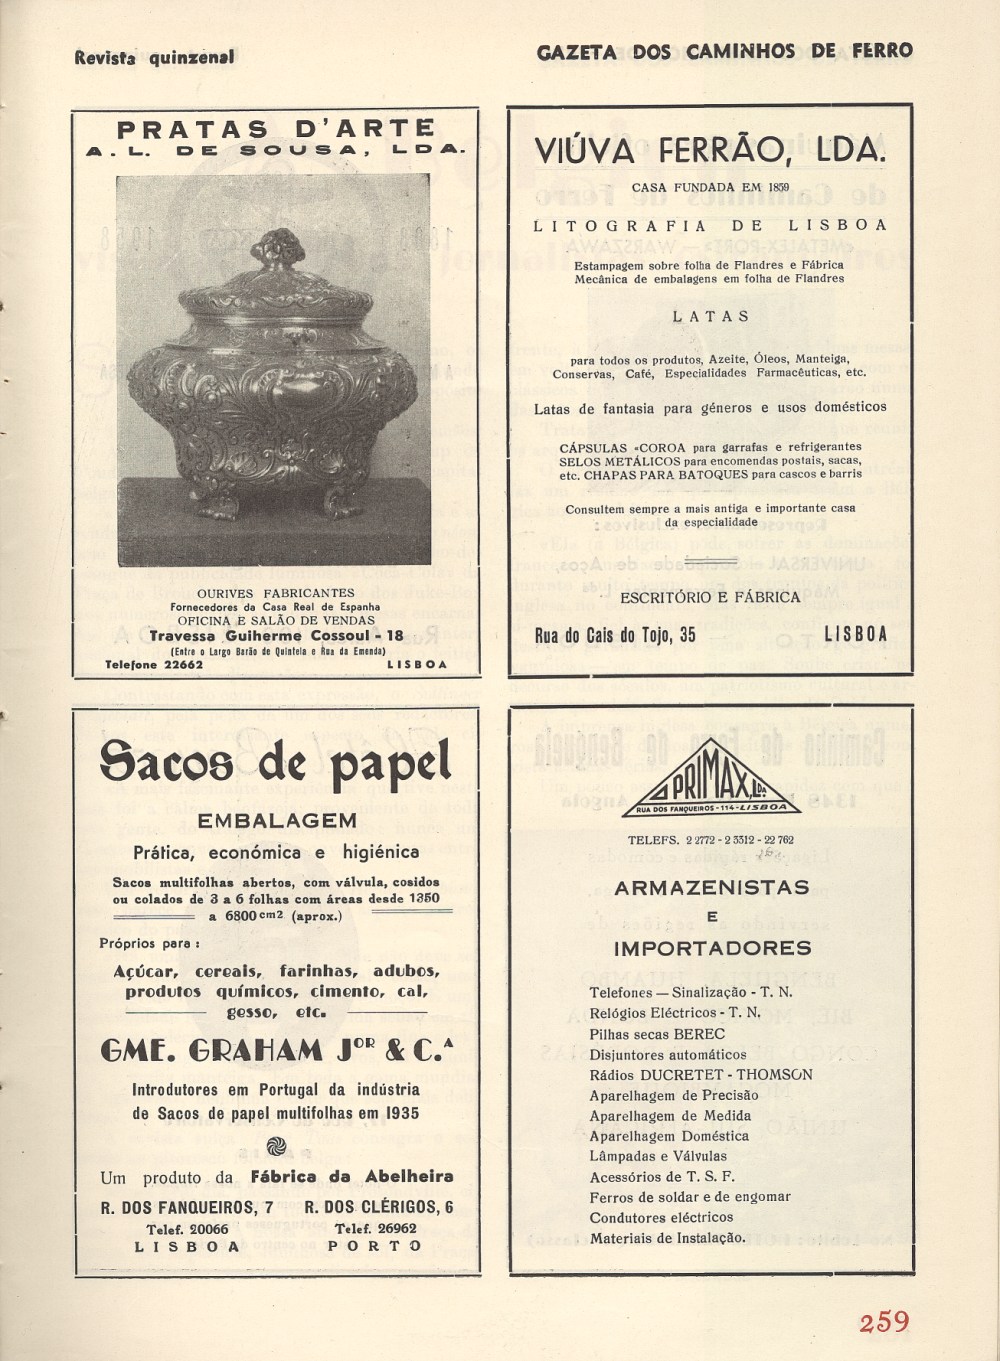 Revista quinzenal
GAZETA DOS CAMINHOS DE FERRO
PRATAS D'ARTE
A. L. DE SOUSA, LDA.
OURIVES FABRICANTES
Fornecedores da Casa Real de Espanha
OFICINA E SALÃO DE VENDAS
Travessa Guiherme Cossoul - 18
(Entre o Largo Barão de Quintela e Rua da Emenda)
Telefone 22662 LISBOA
VIÚVA FERRÃO, LDA.
CASA FUNDADA EM 1859
LITOGRAFIA DE LISBOA
Estampagem sobre folha de Flandres e Fábrica
Mecânica de embalagens em folha de Flandres
LATAS
para todos os produtos, Azeite, Óleos, Manteiga,
Conservas, Café, Especialidades Farmacêuticas, etc.
Latas de fantasia para géneros e usos domésticos
CÁPSULAS «COROA para garrafas e refrigerantes
SELOS METÁLICOS para encomendas postais, sacas,
etc. CHAPAS PARA BATOQUES para cascos e barris
Consultem sempre a mais antiga e importante casa
da especialidade
ESCRITÓRIO E FÁBRICA
Rua do Cais do Tojo, 35 LISBOA
Sacos de papel
EMBALAGEM
Prática, económica e higiénica
Sacos multifolhas abertos, com válvula, cosidos
ou colados de 3 a 6 folhas com áreas desde 1350
a 6800 cm2 (aprox.)
Próprios para :
Açúcar, cereais, farinhas, adubos,
produtos químicos, cimento, cal,
gesso, etc.
GME. GRAHAM JOR & C.A
Introdutores em Portugal da indústria
de Sacos de papel multifolhas em 1935
Um produto da Fábrica da Abelheira
R. DOS FANQUEIROS, 7 R. DOS CLÉRIGOS, 6
Telef. 20066 Telef. 26962
LISBOA PORTO
PRIMAX, LDA
RUA DOS FANQUEIROS - 114 - LISBOA
TELEFS. 2 2772 - 2 3312 - 22 762
ARMAZENISTAS
E
IMPORTADORES
Telefones — Sinalização - T. N.
Relógios Eléctricos - T. N.
Pilhas secas BEREC
Disjuntores automáticos
Rádios DUCRETET - THOMSON
Aparelhagem de Precisão
Aparelhagem de Medida
Aparelhagem Doméstica
Lâmpadas e Válvulas
Acessórios de T. S. F.
Ferros de soldar e de engomar
Condutores eléctricos
Materiais de Instalação.
259